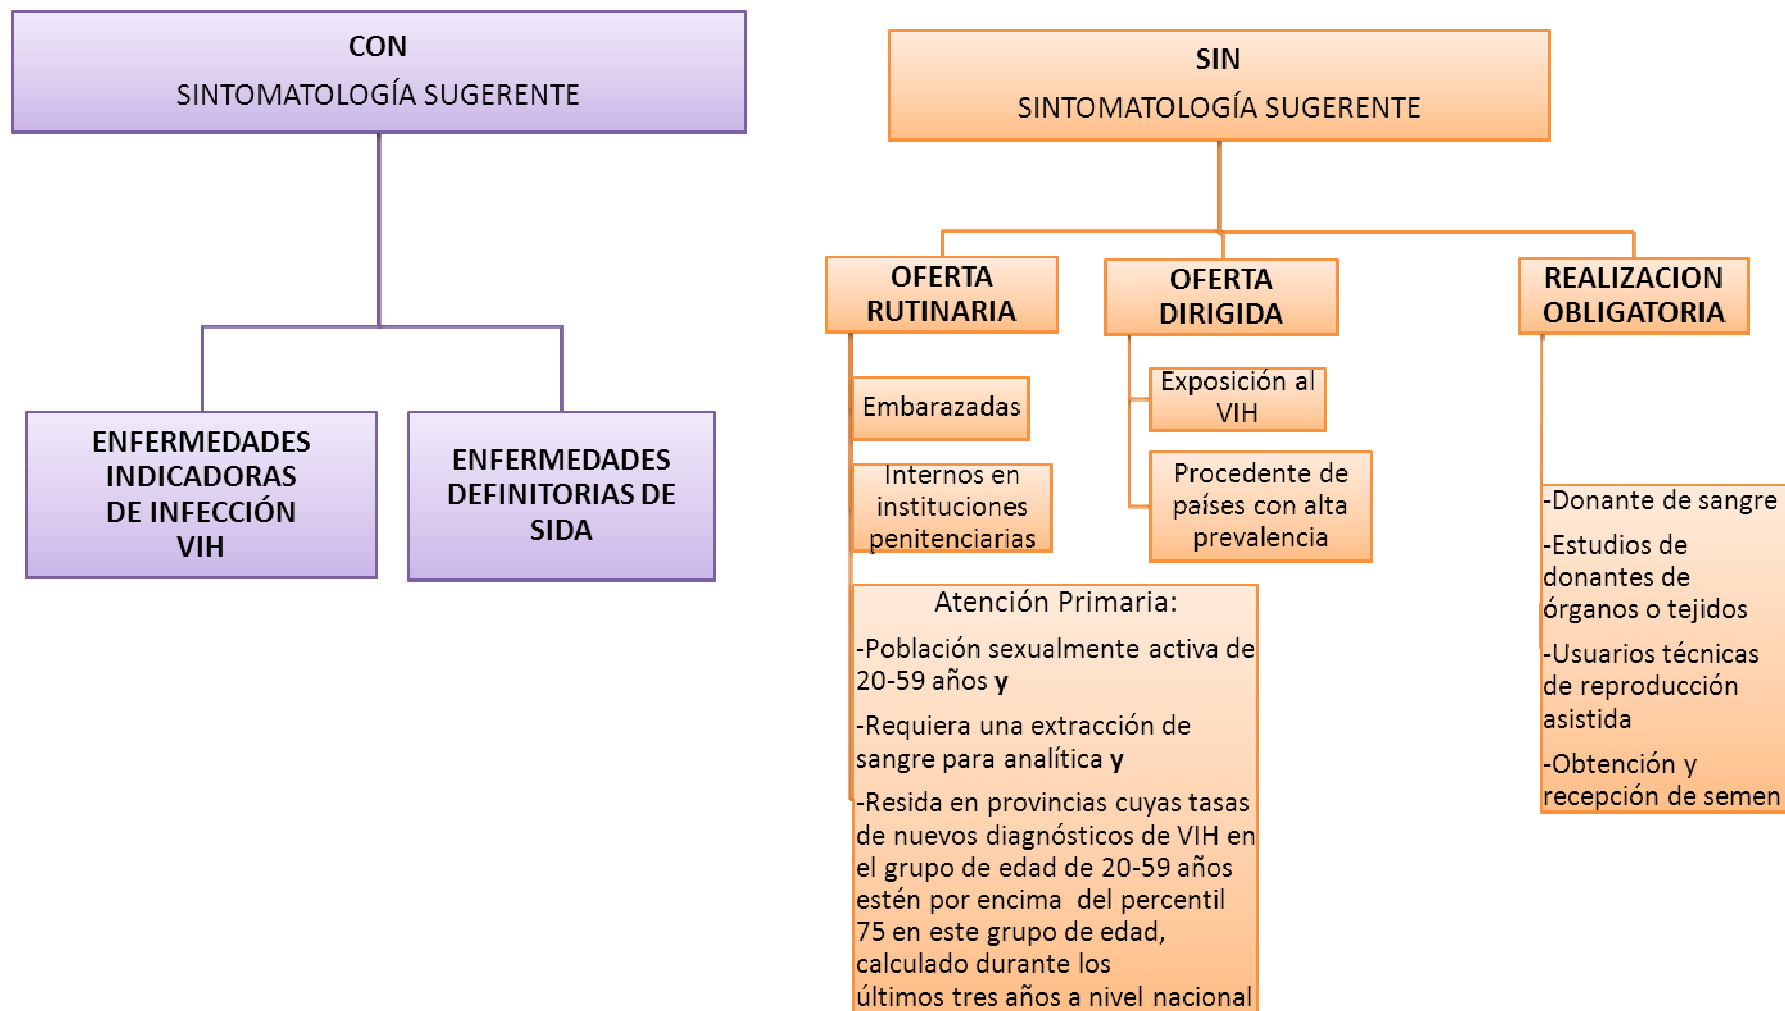 CON
SINTOMATOLOGÍA SUGERENTE
ENFERMEDADES
INDICADORAS
DE INFECCIÓN
VIH
ENFERMEDADES
DEFINITORIAS DE
SIDA
SIN
SINTOMATOLOGÍA SUGERENTE
OFERTA
RUTINARIA
Embarazadas
Internos en
instituciones
penitenciarias
Atención Primaria:
-Población sexualmente activa de
20-59 años y
-Requiera una extracción de
sangre para analítica y
-Resida en provincias cuyas tasas
de nuevos diagnósticos de VIH en
el grupo de edad de 20-59 años
estén por encima  del percentil
75 en este grupo de edad,
calculado durante los
últimos tres años a nivel nacional
OFERTA
DIRIGIDA
Exposición al
VIH
Procedente de
países con alta
prevalencia
REALIZACION
OBLIGATORIA
-Donante de sangre
-Estudios de
donantes de
órganos o tejidos
-Usuarios técnicas
de reproducción
asistida
-Obtención y
recepción de semen